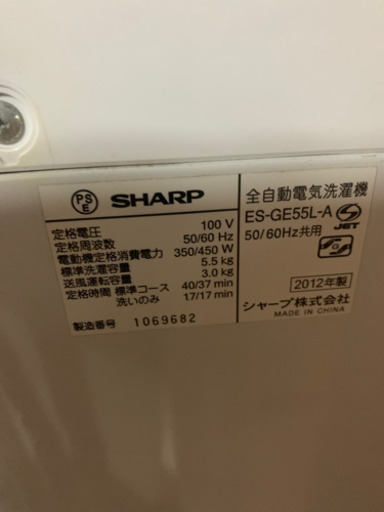 PS
E
SHARP
定格電圧 100 V
定格周波数 50/60 Hz
電動機定格消費電力 350/450 W
標準洗濯容量 5.5 kg
送風運転容量 3.0 kg
定格時間 標準コース 40/37 min
洗いのみ 17/17 min
製造番号 1069682
全自動電気洗濯機
ES-GE55L-A
S JET
50/60Hz共用
2012年製
シャープ株式会社
MADE IN CHINA